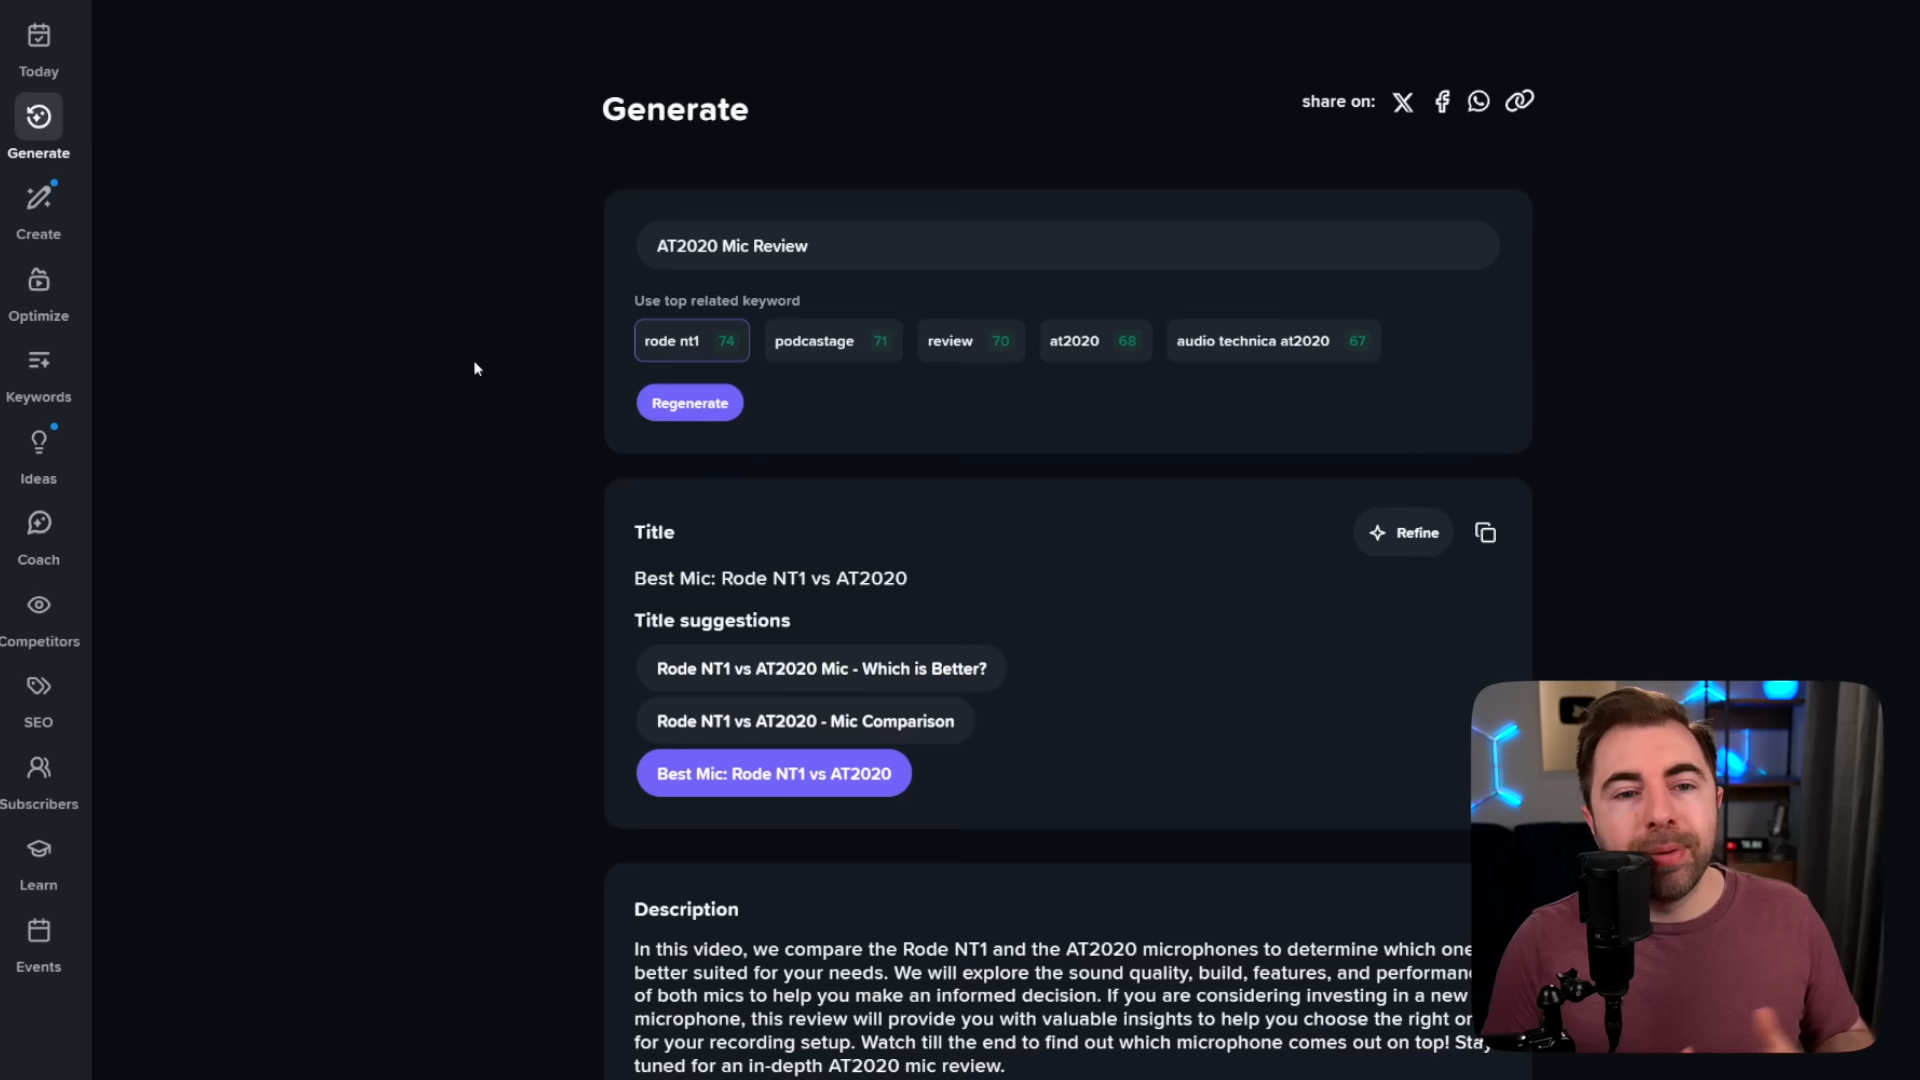 Today
Generate
Create
Optimize
Keywords
Ideas
Coach
Competitors
SEO
Subscribers
Learn
Events
Generate
share on:
AT2020 Mic Review
Use top related keyword
rode nt1 74
podcastage 71
review 70
at2020 68
audio technica at2020 67
Regenerate
Title
Refine
Best Mic: Rode NT1 vs AT2020
Title suggestions
Rode NT1 vs AT2020 Mic - Which is Better?
Rode NT1 vs AT2020 - Mic Comparison
Best Mic: Rode NT1 vs AT2020
Description
In this video, we compare the Rode NT1 and the AT2020 microphones to determine which one
better suited for your needs. We will explore the sound quality, build, features, and
of both mics to help you make an informed decision. If you are considering investing in a new
microphone, this review will provide you with valuable insights to help you choose the right
for your recording setup. Watch till the end to find out which microphone comes out on top! Stay
tuned for an in-depth AT2020 mic review.